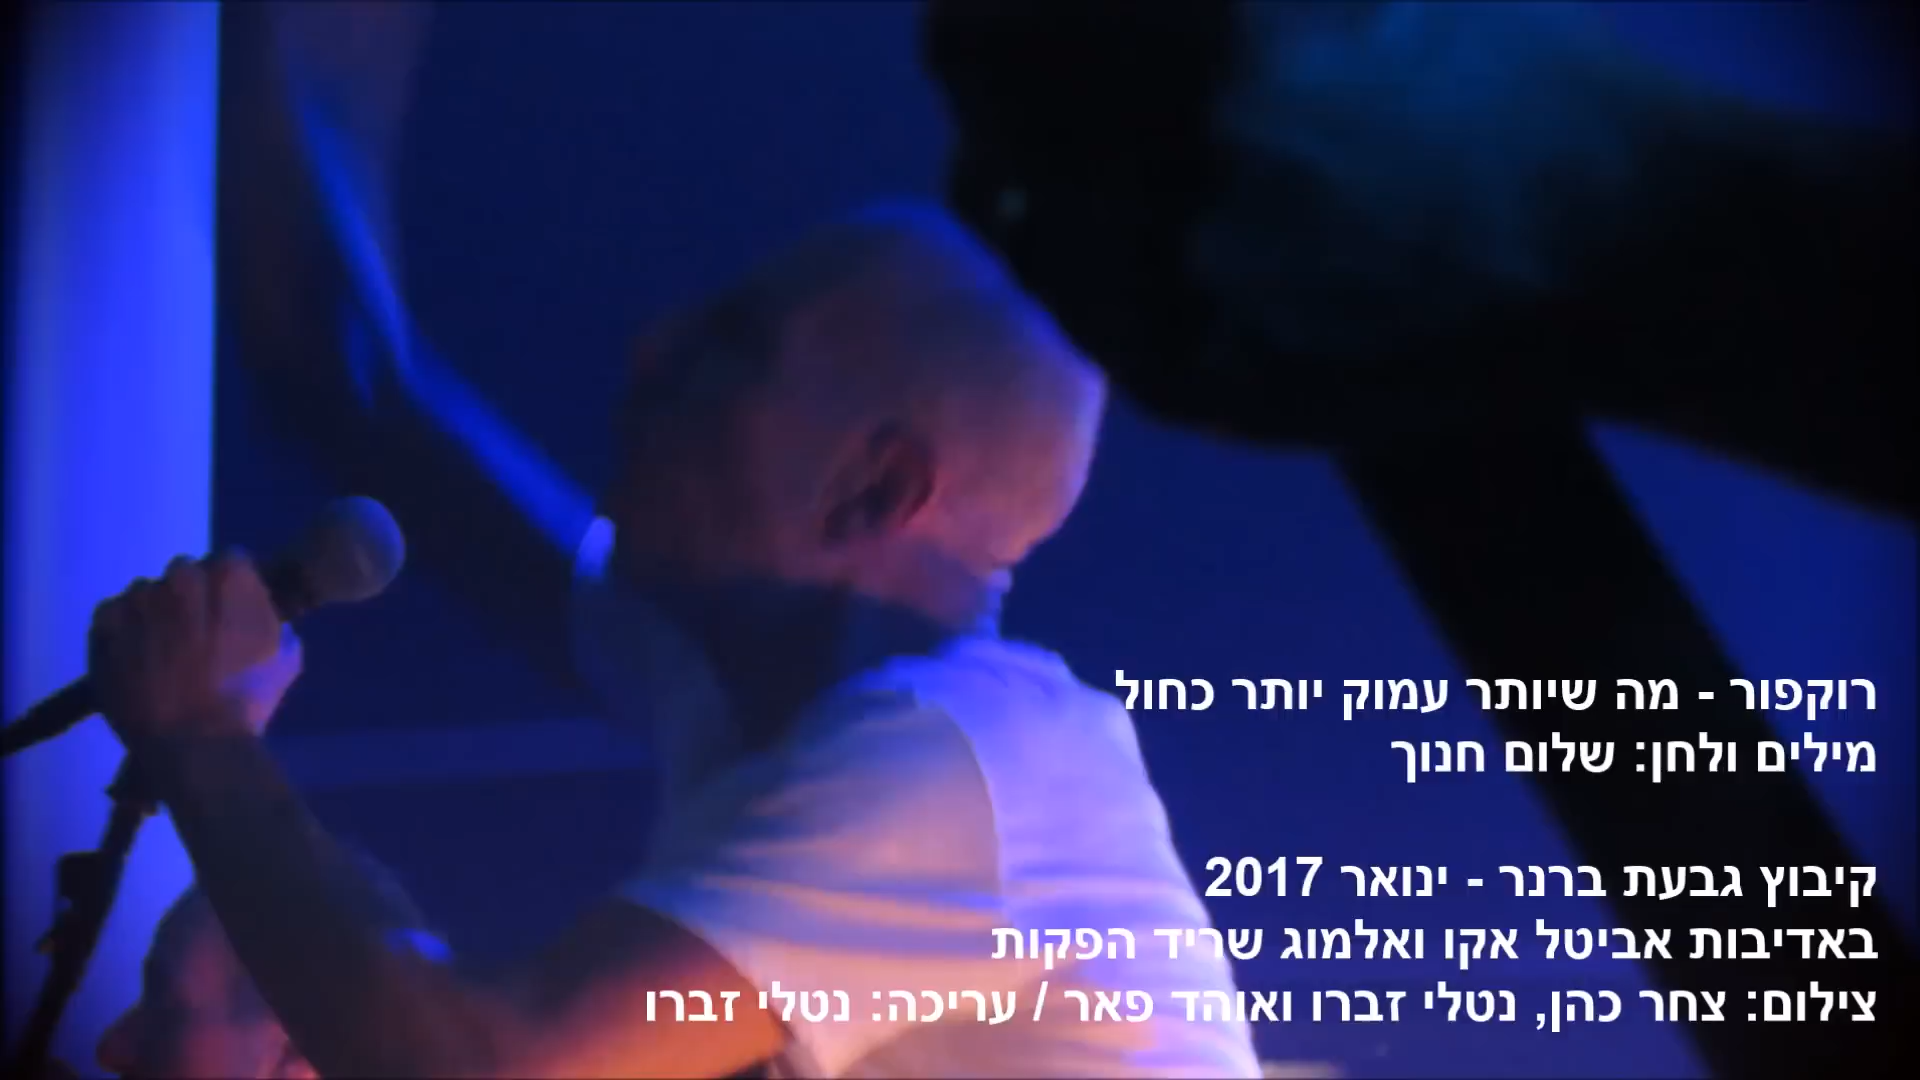 רוקפור - מה שיותר עמוק יותר כחול
מילים ולחן: שלום חנוך
קיבוץ גבעת ברנר - ינואר 2017
באדיבות אביטל אקו ואלמוג שריד הפקות
צילום: צחר כהן, נטלי זברו ואוהד פאר / עריכה: נטלי זברו